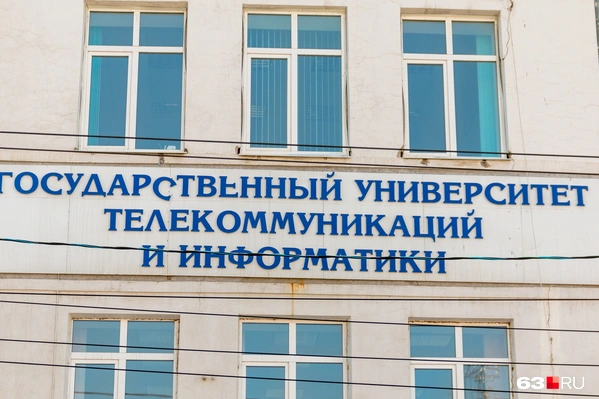 ГОСУДАРСТВЕННЫЙ УНИВЕРСИТЕТ
ТЕЛЕКОММУНИКАЦИЙ
И ИНФОРМАТИКИ
63.RU